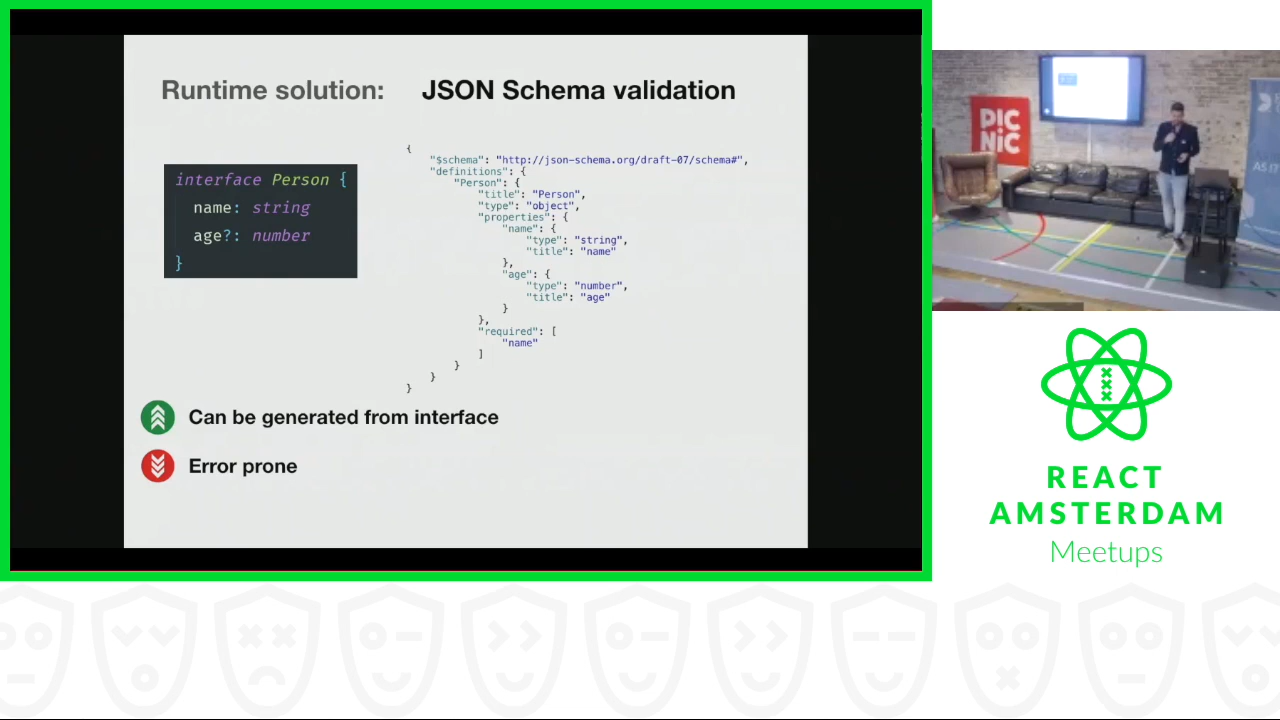 Runtime solution: JSON Schema validation
interface Person {
name: string
age?: number
}
{
"$schema": "http://json-schema.org/draft-07/schema#",
"definitions": {
"Person": {
"title": "Person",
"type": "object",
"properties": {
"name": {
"type": "string",
"title": "name"
},
"age": {
"type": "number",
"title": "age"
}
},
"required": [
"name"
]
}
}
}
Can be generated from interface
Error prone
PIC
NIC
REACT
AMSTERDAM
Meetups